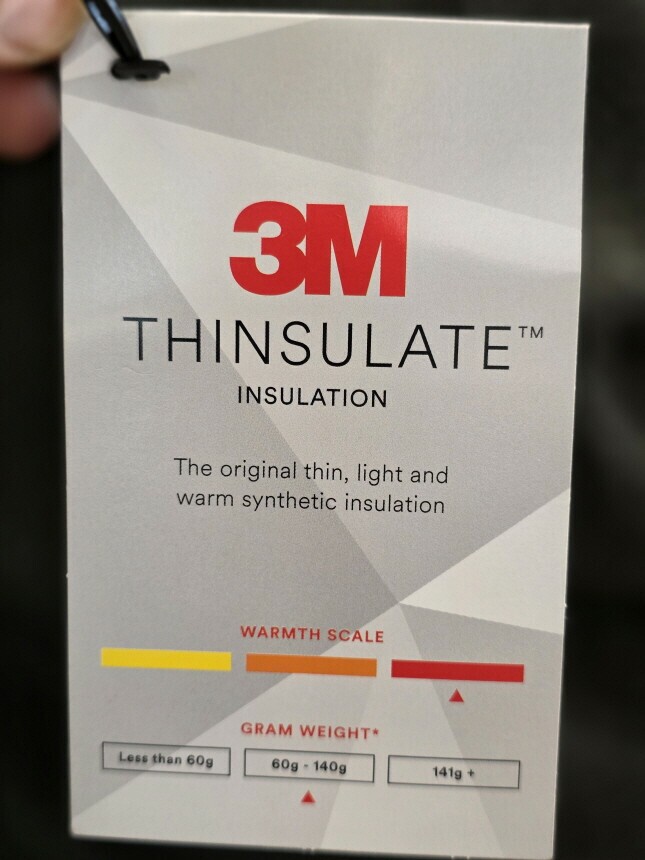 3M
THINSULATE™
INSULATION
The original thin, light and
warm synthetic insulation
WARMTH SCALE
GRAM WEIGHT*
Less than 60g
60g - 140g
141g +